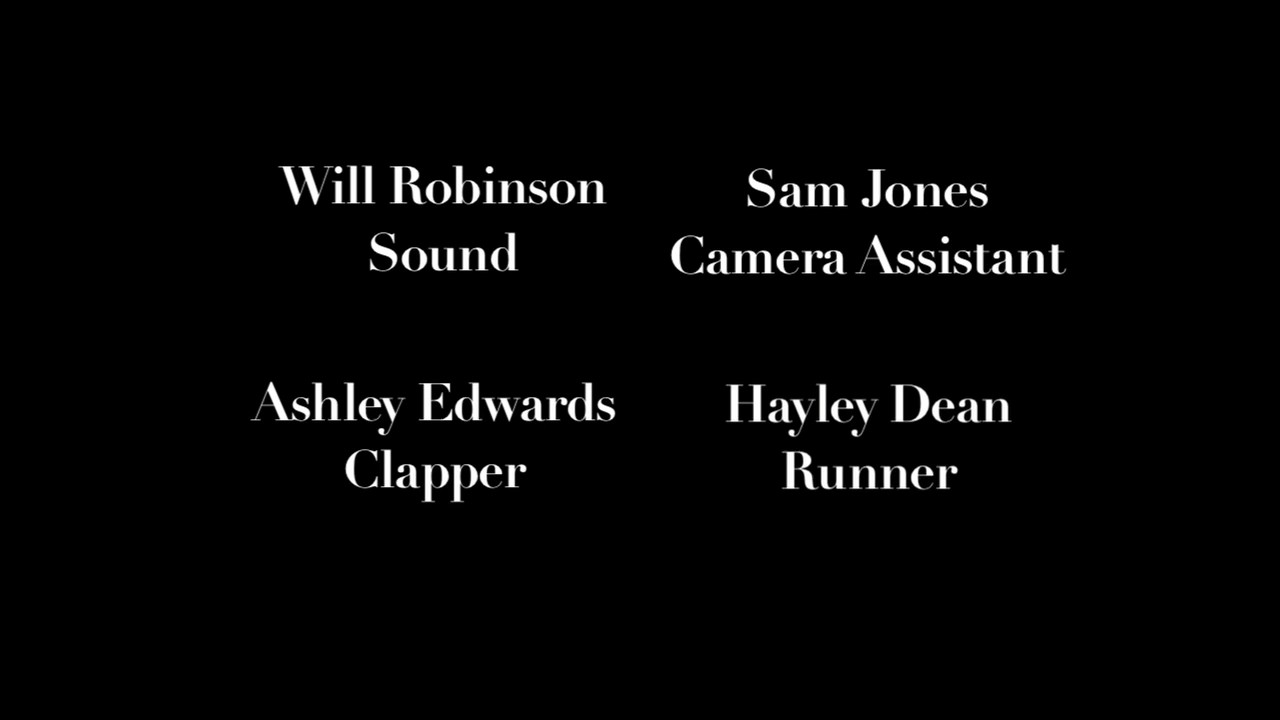 Will Robinson
Sound
Sam Jones
Camera Assistant
Ashley Edwards
Clapper
Hayley Dean
Runner